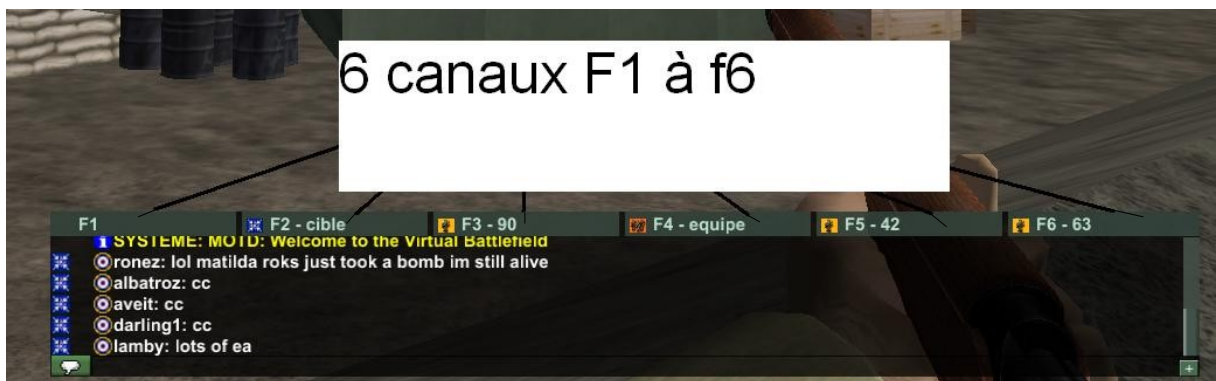 6 canaux F1 à f6
F1
F2 - cible
F3 - 90
F4 - equipe
F5 - 42
F6 - 63
SYSTEME: MOTD: Welcome to the Virtual Battlefield
ronez: lol matilda roks just took a bomb im still alive
albatroz: cc
aveit: cc
darling1: cc
lamby: lots of ea